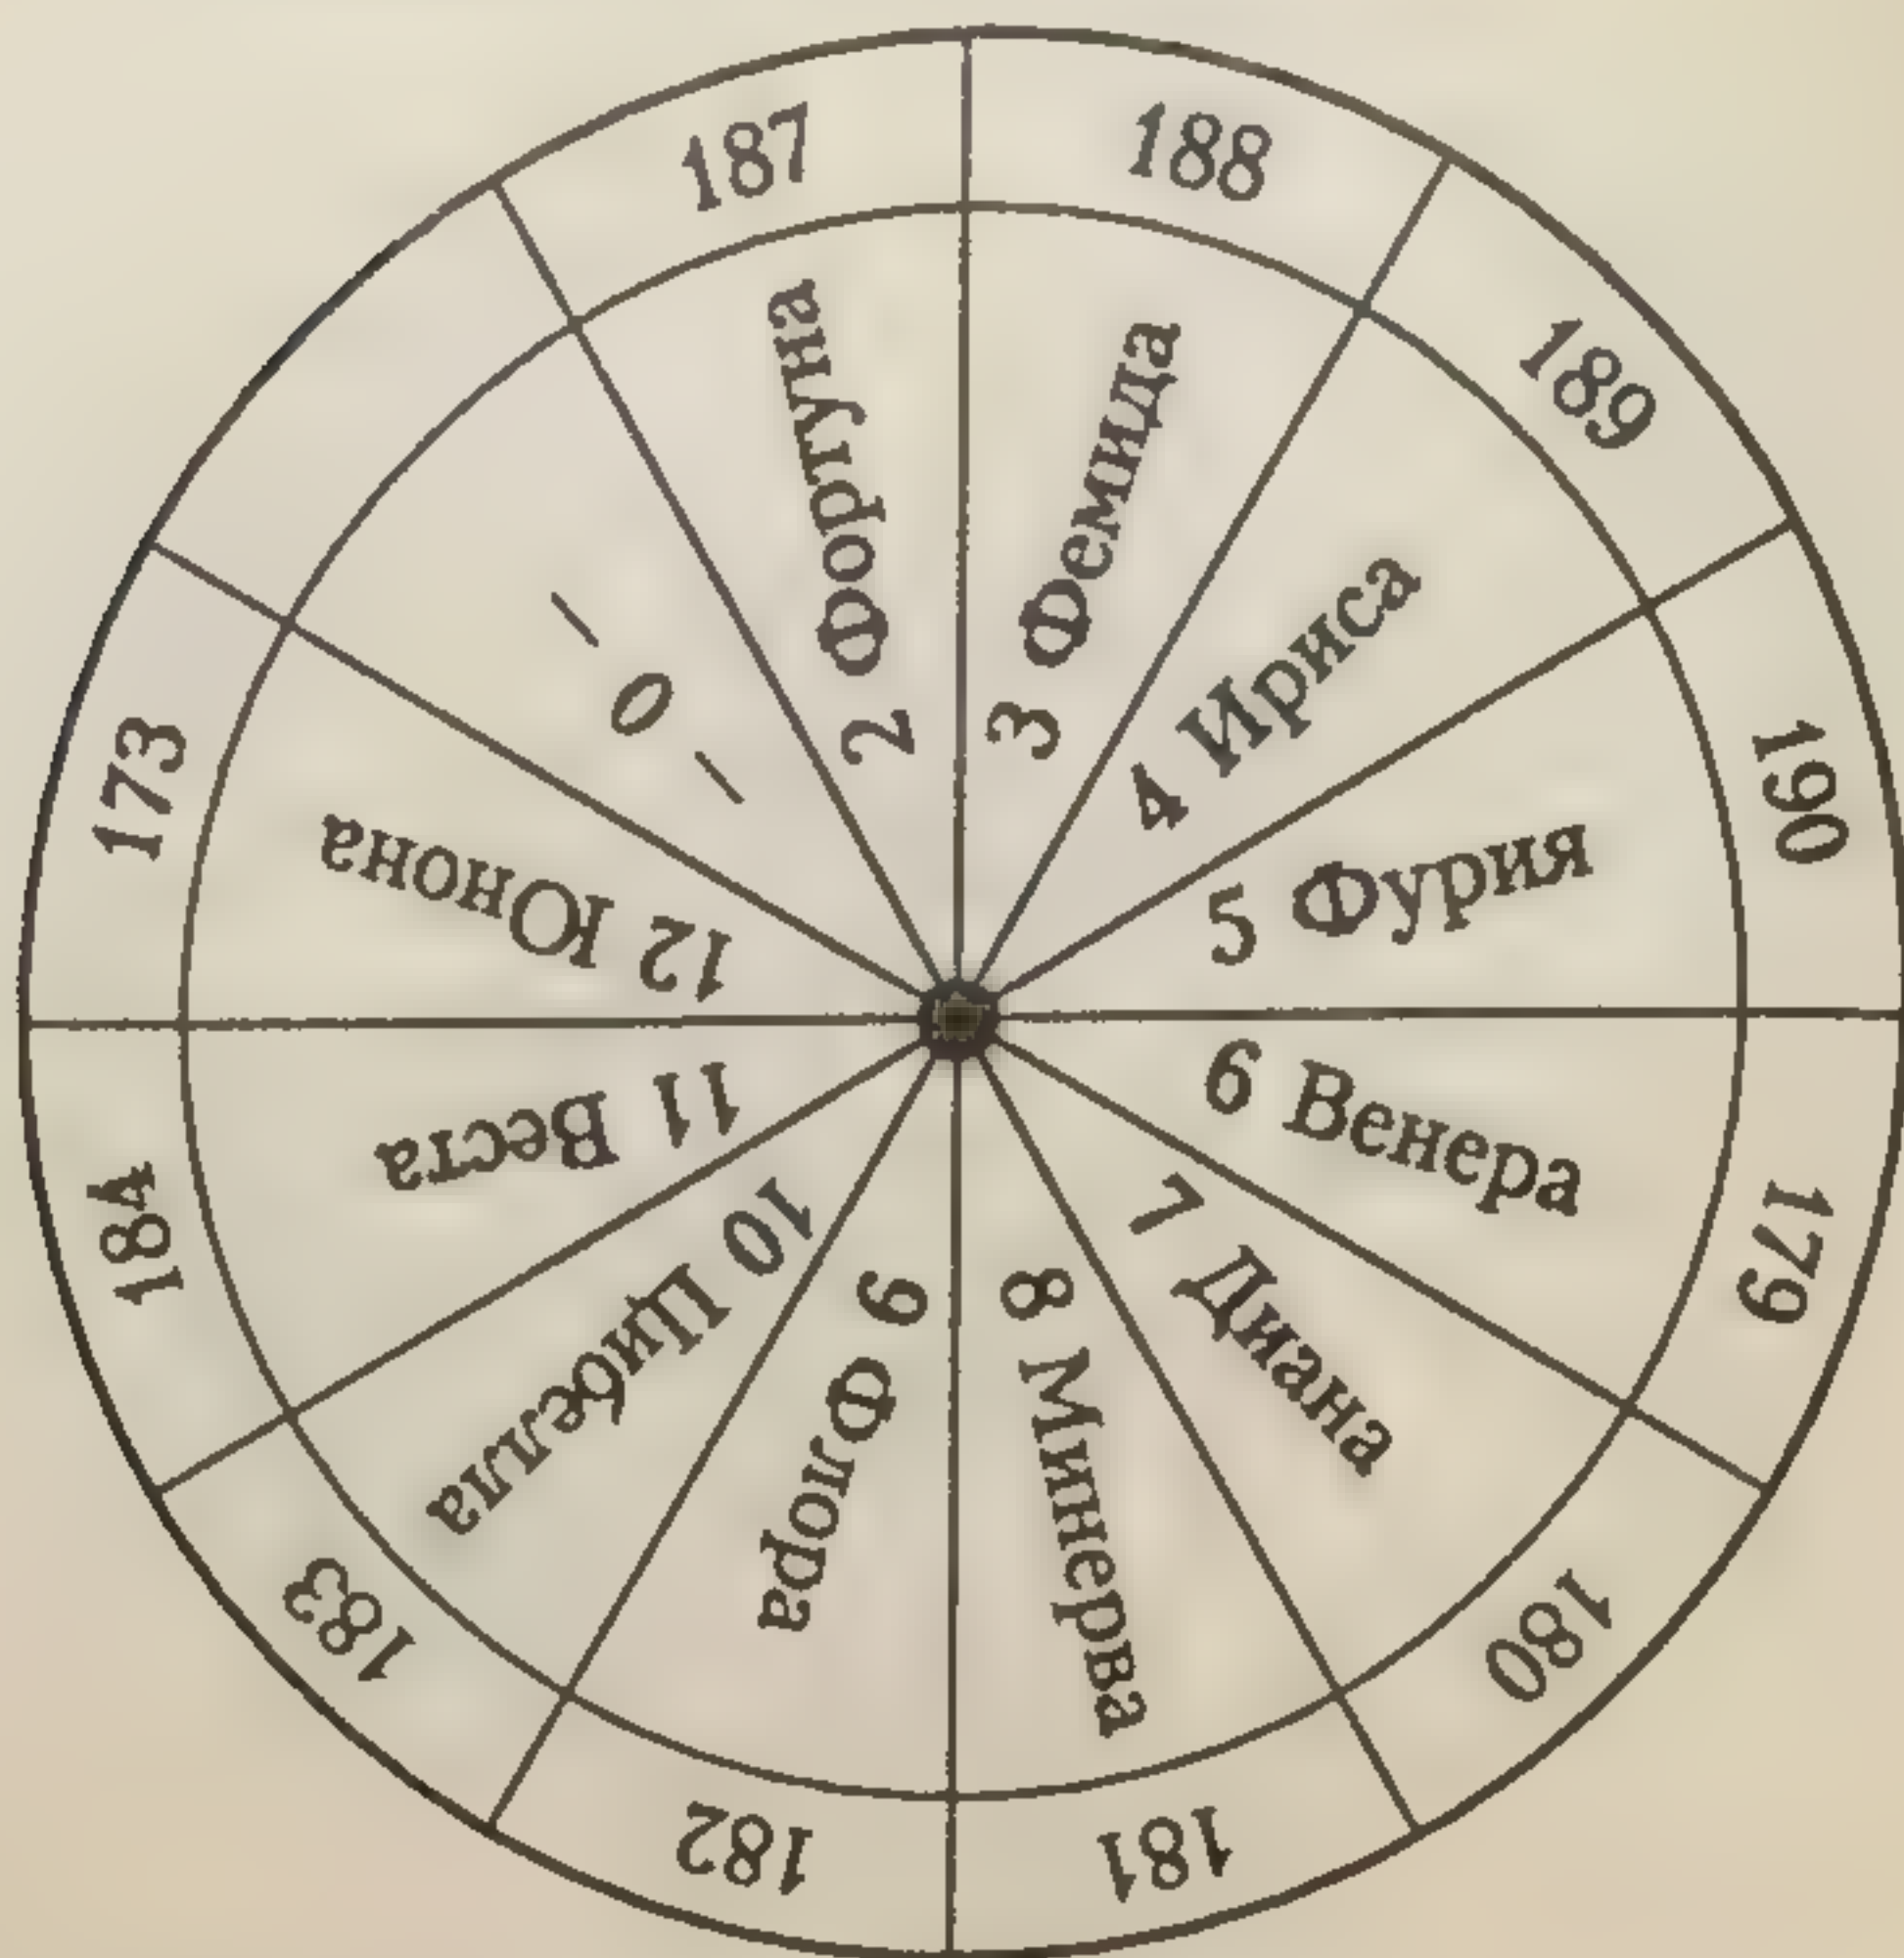 187
188
189
190
179
180
181
182
183
184
173
– 0 –
2 Фортуна
3 Фемида
4 Ириса
5 Фурия
6 Венера
7 Диана
8 Минерва
9 Флора
10 Цибелла
11 Веста
12 Юнона